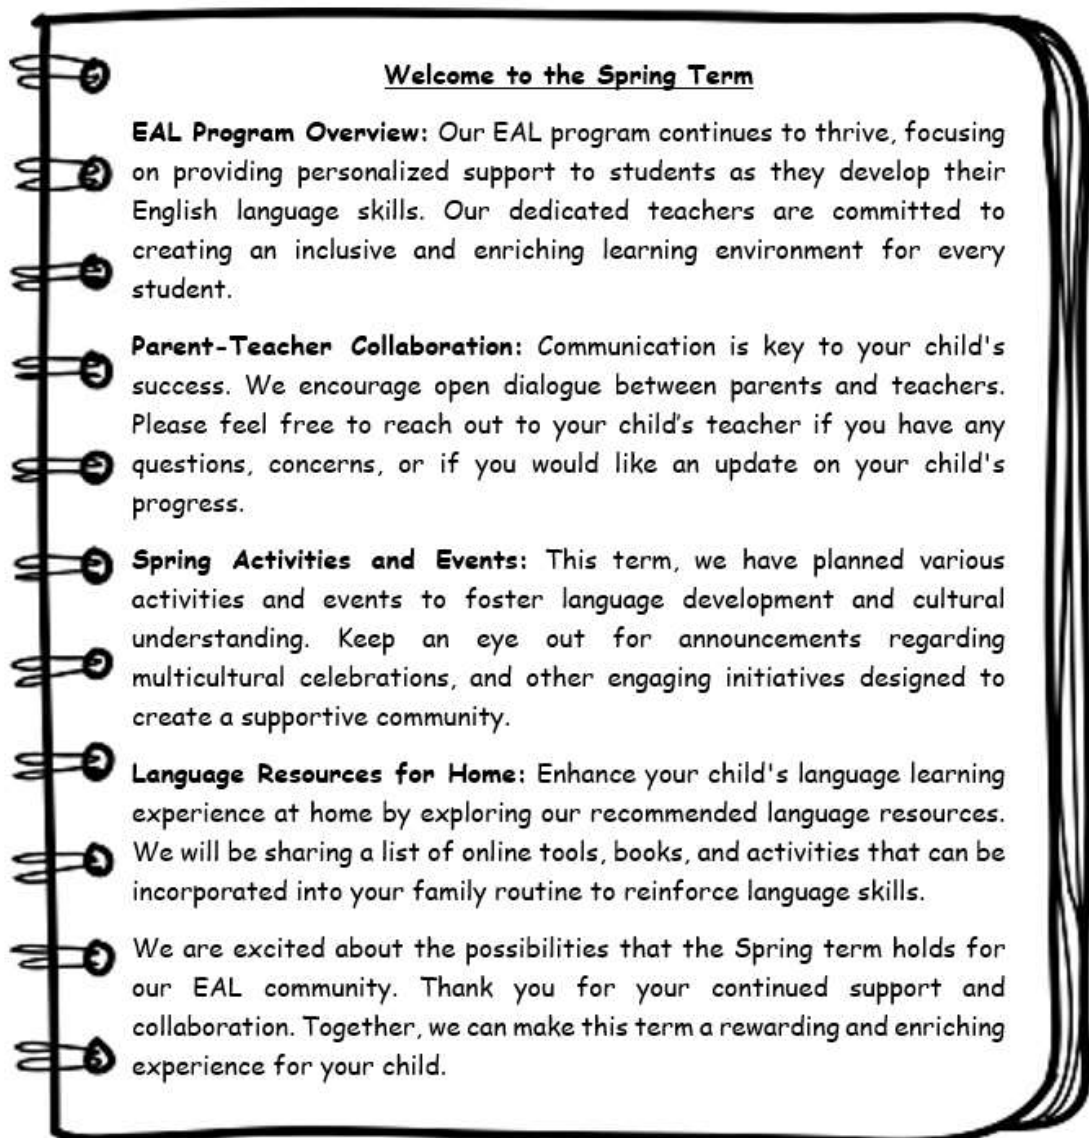 Welcome to the Spring Term
EAL Program Overview: Our EAL program continues to thrive, focusing
on providing personalized support to students as they develop their
English language skills. Our dedicated teachers are committed to
creating an inclusive and enriching learning environment for every
student.
Parent-Teacher Collaboration: Communication is key to your child's
success. We encourage open dialogue between parents and teachers.
Please feel free to reach out to your child’s teacher if you have any
questions, concerns, or if you would like an update on your child's
progress.
Spring Activities and Events: This term, we have planned various
activities and events to foster language development and cultural
understanding. Keep an eye out for announcements regarding
multicultural celebrations, and other engaging initiatives designed to
create a supportive community.
Language Resources for Home: Enhance your child's language learning
experience at home by exploring our recommended language resources.
We will be sharing a list of online tools, books, and activities that can be
incorporated into your family routine to reinforce language skills.
We are excited about the possibilities that the Spring term holds for
our EAL community. Thank you for your continued support and
collaboration. Together, we can make this term a rewarding and enriching
experience for your child.